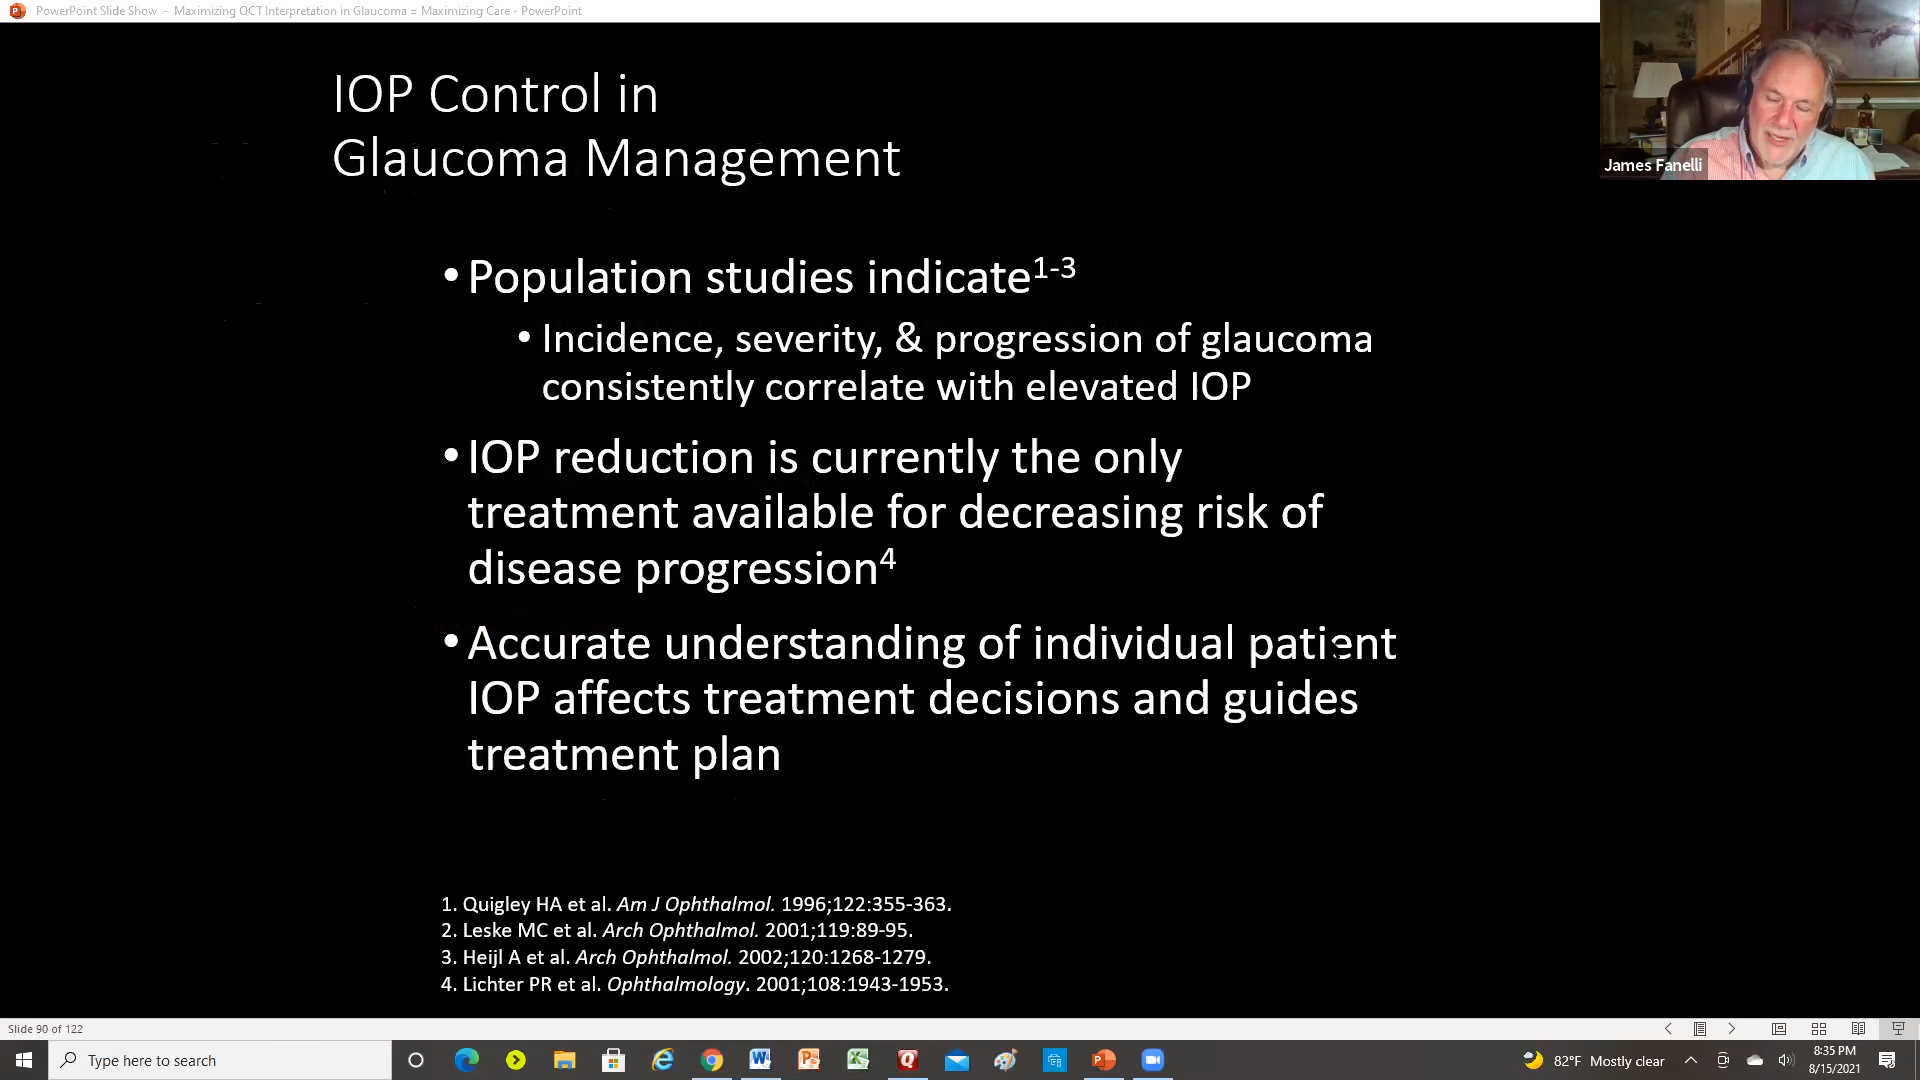 PowerPoint Slide Show - Maximizing OCT Interpretation in Glaucoma = Maximizing Care - PowerPoint
James Fanelli
IOP Control in
Glaucoma Management
• Population studies indicate1-3
• Incidence, severity, & progression of glaucoma
consistently correlate with elevated IOP
• IOP reduction is currently the only
treatment available for decreasing risk of
disease progression4
• Accurate understanding of individual patient
IOP affects treatment decisions and guides
treatment plan
1. Quigley HA et al. Am J Ophthalmol. 1996;122:355-363.
2. Leske MC et al. Arch Ophthalmol. 2001;119:89-95.
3. Heijl A et al. Arch Ophthalmol. 2002;120:1268-1279.
4. Lichter PR et al. Ophthalmology. 2001;108:1943-1953.
Slide 90 of 122
Type here to search
82°F Mostly clear
8:35 PM
8/15/2021